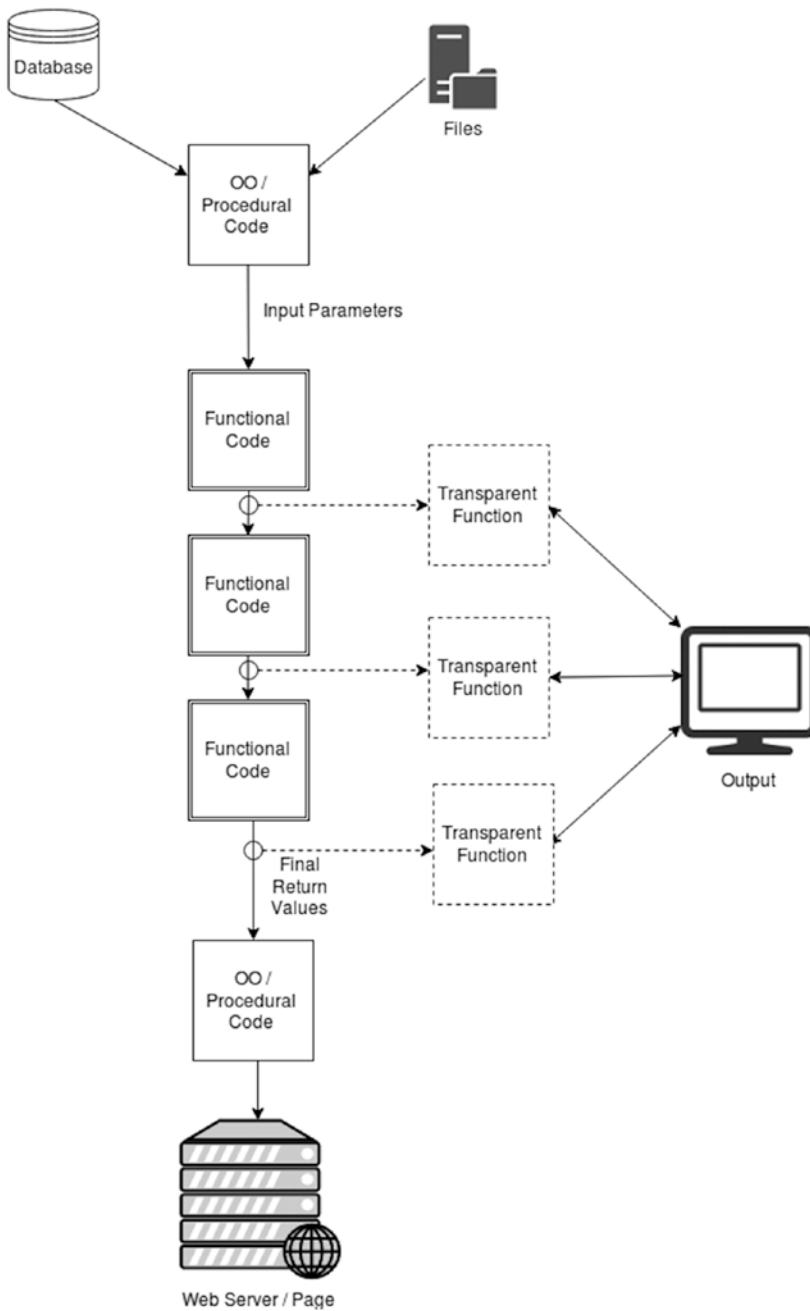 Database
Files
OO /
Procedural
Code
Input Parameters
Functional
Code
Transparent
Function
Functional
Code
Transparent
Function
Functional
Code
Output
Transparent
Function
Final
Return
Values
OO /
Procedural
Code
Web Server / Page